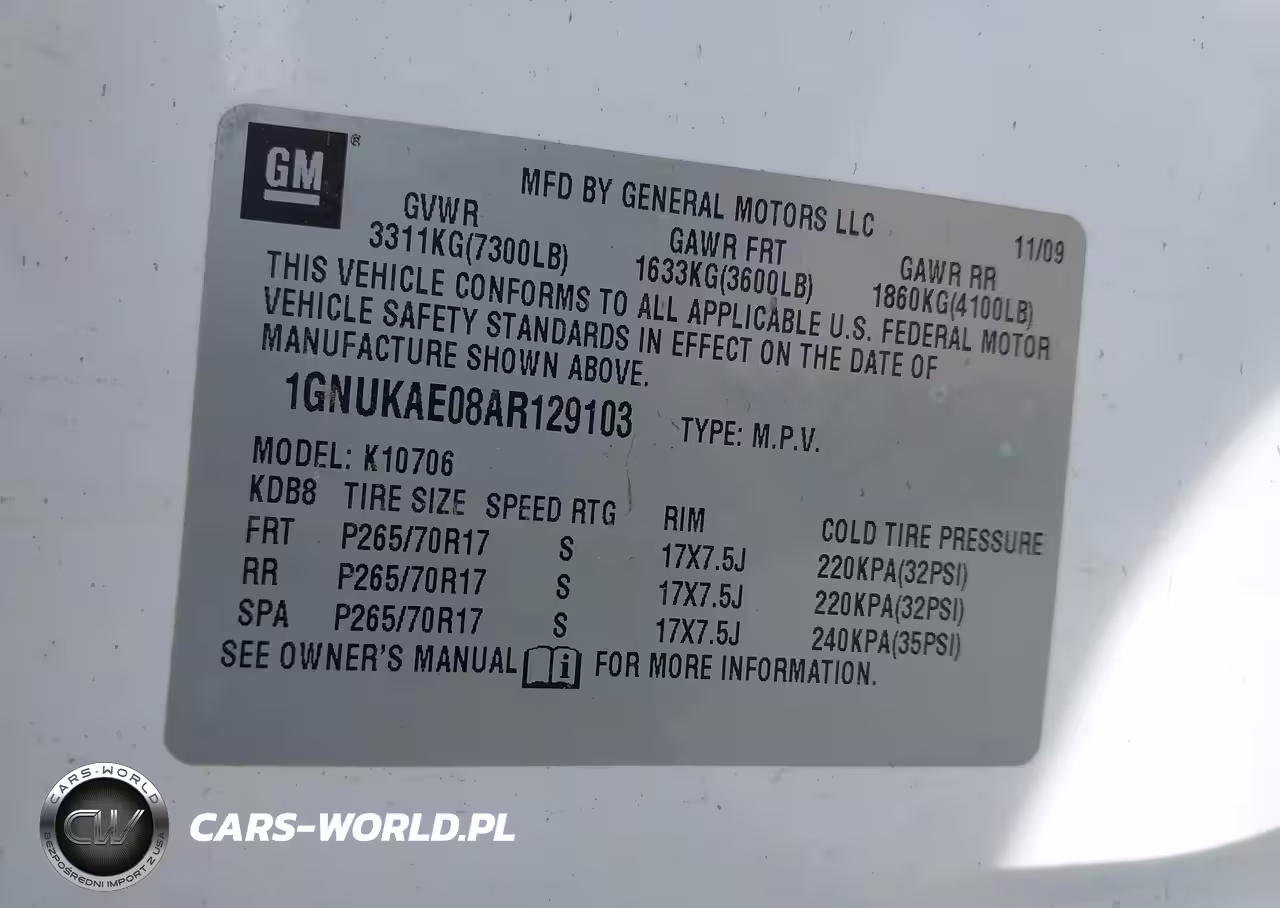 GM ®
MFD BY GENERAL MOTORS LLC
11/09
GVWR GAWR FRT GAWR RR
3311KG(7300LB) 1633KG(3600LB) 1860KG(4100LB)
THIS VEHICLE CONFORMS TO ALL APPLICABLE U.S. FEDERAL MOTOR
VEHICLE SAFETY STANDARDS IN EFFECT ON THE DATE OF
MANUFACTURE SHOWN ABOVE.
1GNUKAE08AR129103 TYPE: M.P.V.
MODEL: K10706
KDB8 TIRE SIZE SPEED RTG RIM COLD TIRE PRESSURE
FRT P265/70R17 S 17X7.5J 220KPA(32PSI)
RR P265/70R17 S 17X7.5J 220KPA(32PSI)
SPA P265/70R17 S 17X7.5J 240KPA(35PSI)
SEE OWNER'S MANUAL i FOR MORE INFORMATION.
CARS-WORLD
CW
BEZPOŚREDNI IMPORT Z USA
CARS-WORLD.PL